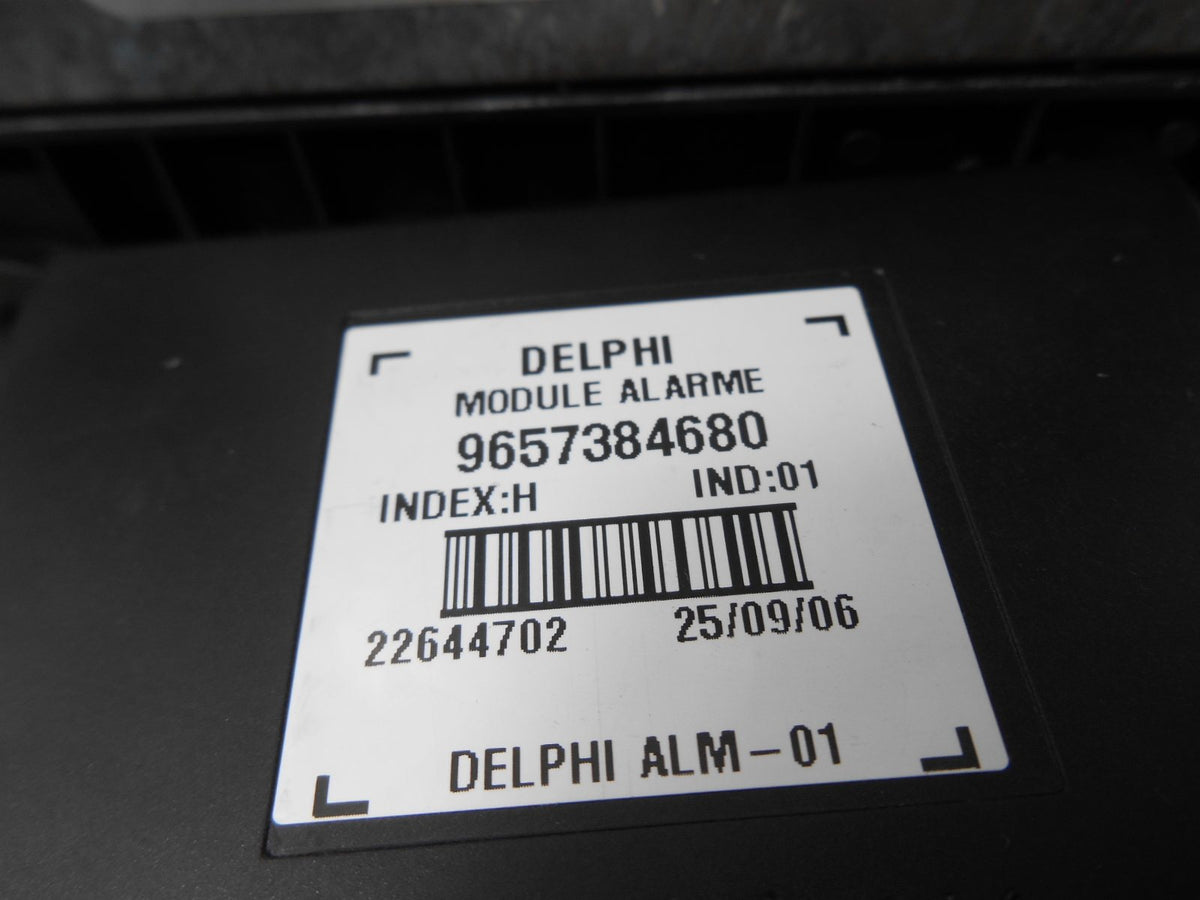 DELPHI
MODULE ALARME
9657384680
INDEX:H IND:01
22644702 25/09/06
DELPHI ALM-01